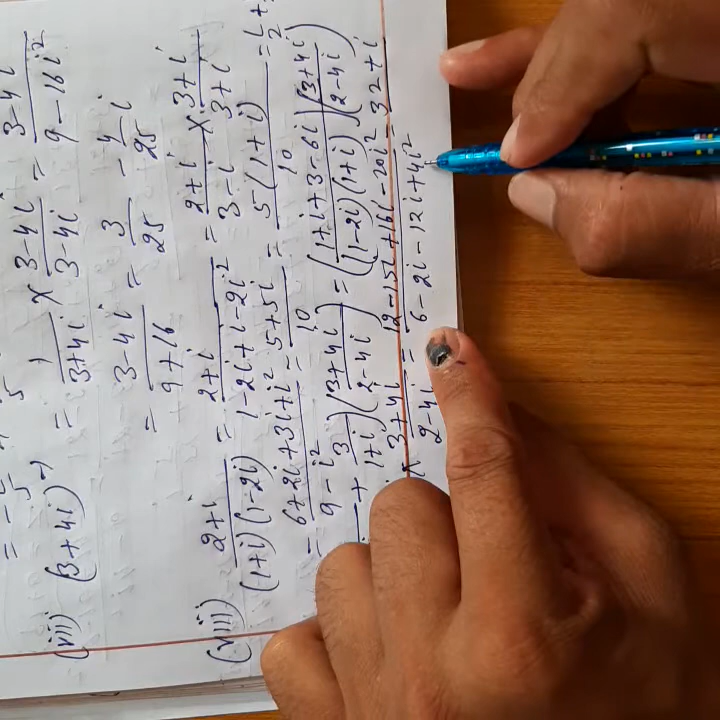 = -
(vii) (3+4i)⁻¹ = 1/(3+4i) × (3-4i)/(3-4i) = (3-4i)/(9-16i²)
= (3-4i)/(9+16) = 3/25 - 4/25 i
(viii) (2+i)/((1+i)(1-2i)) = (2+i)/(1-2i+i-2i²) = (2+i)/(3-i) × (3+i)/(3+i)
= (6+2i+3i+i²)/(9-i²) = (5+5i)/10 = 5(1+i)/10 =
+ 3/(1+i))((3+4i)/(2-4i)) = ((1+i+3-6i)/((1-2i)(1+i)))((3+4i)/(2-4i))
× (3+4i)/(2-4i) = (12-15i+16i-20i²)/(6-2i-12i+4i²) = 32+i